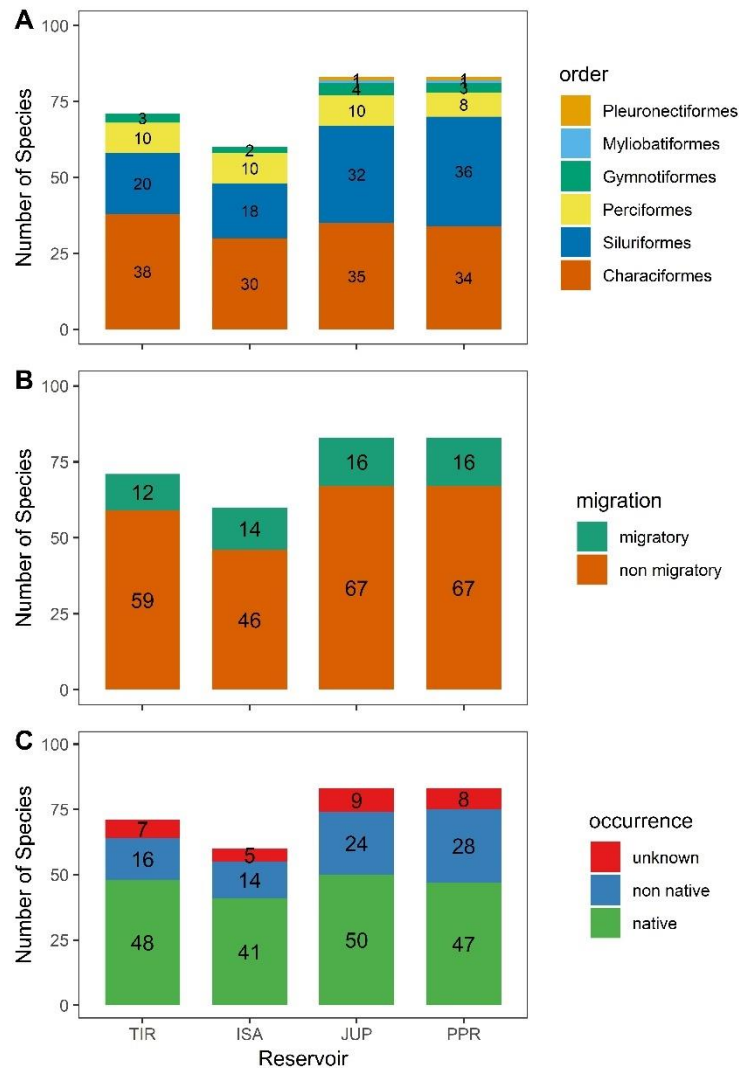 A
100
75
50
25
0
Number of Species
3
10
20
38
2
10
18
30
1
1
4
10
32
35
1
1
3
8
36
34
order
Pleuronectiformes
Myliobatiformes
Gymnotiformes
Perciformes
Siluriformes
Characiformes
B
100
75
50
25
0
Number of Species
12
59
14
46
16
67
16
67
migration
migratory
non migratory
C
100
75
50
25
0
Number of Species
7
16
48
5
14
41
9
24
50
8
28
47
occurrence
unknown
non native
native
TIR ISA JUP PPR
Reservoir